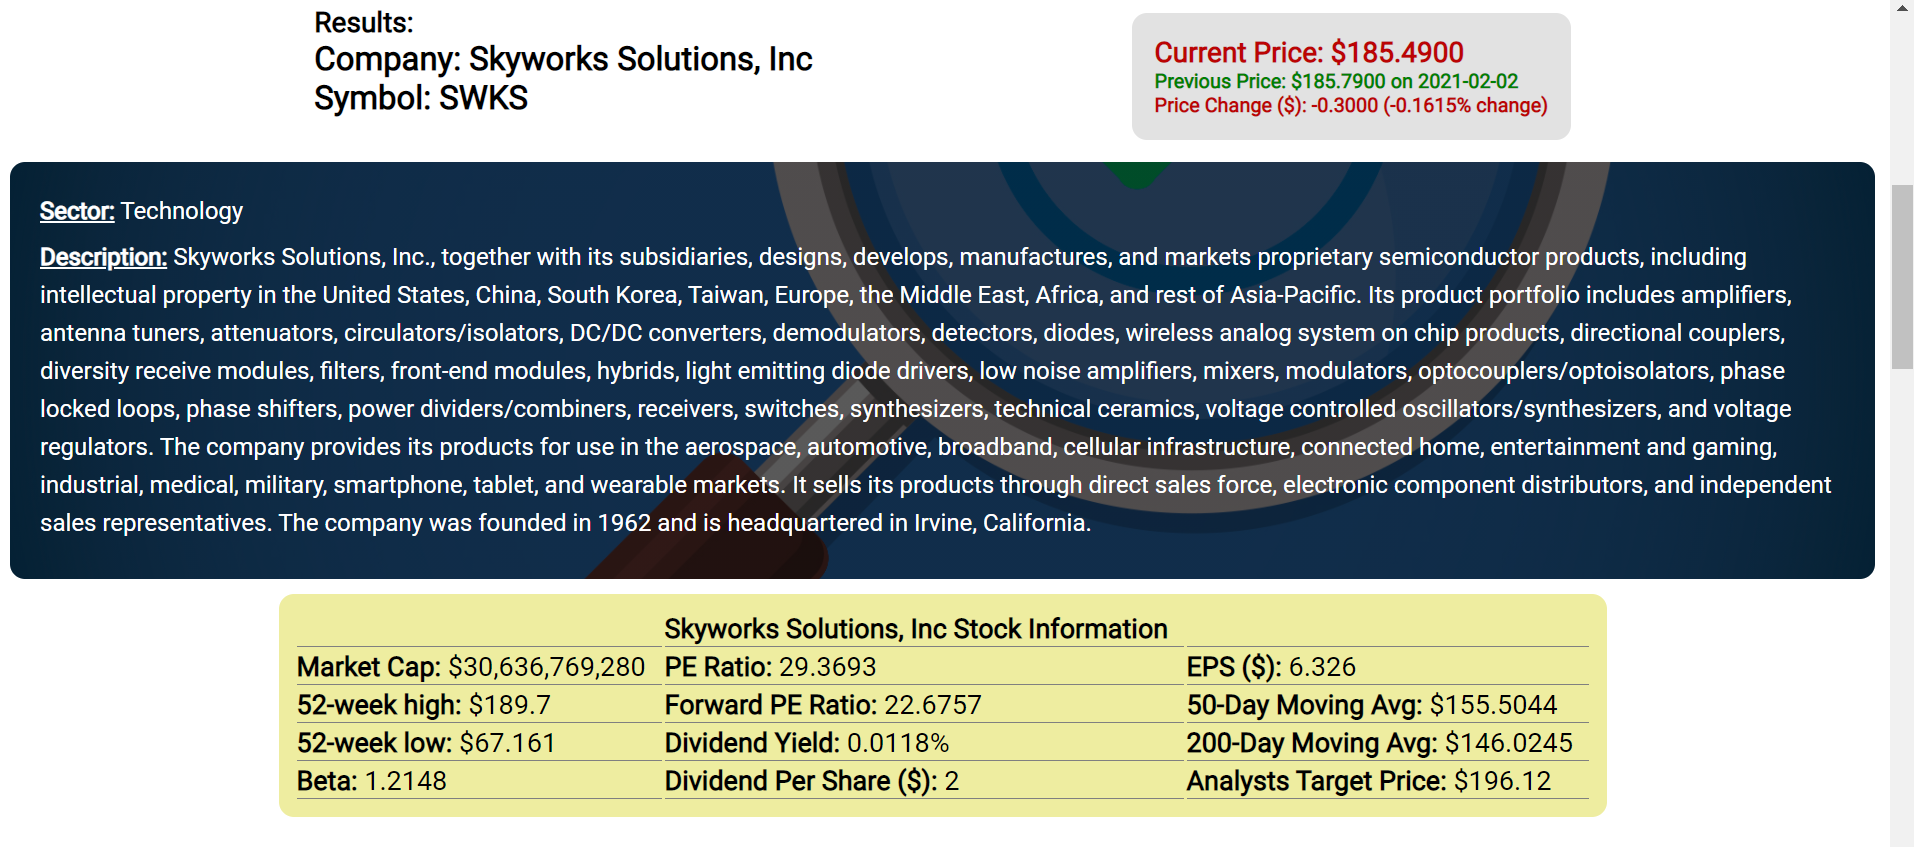 Results:
Company: Skyworks Solutions, Inc
Symbol: SWKS
Current Price: $185.4900
Previous Price: $185.7900 on 2021-02-02
Price Change ($): -0.3000 (-0.1615% change)
Sector: Technology
Description: Skyworks Solutions, Inc., together with its subsidiaries, designs, develops, manufactures, and markets proprietary semiconductor products, including
intellectual property in the United States, China, South Korea, Taiwan, Europe, the Middle East, Africa, and rest of Asia-Pacific. Its product portfolio includes amplifiers,
antenna tuners, attenuators, circulators/isolators, DC/DC converters, demodulators, detectors, diodes, wireless analog system on chip products, directional couplers,
diversity receive modules, filters, front-end modules, hybrids, light emitting diode drivers, low noise amplifiers, mixers, modulators, optocouplers/optoisolators, phase
locked loops, phase shifters, power dividers/combiners, receivers, switches, synthesizers, technical ceramics, voltage controlled oscillators/synthesizers, and voltage
regulators. The company provides its products for use in the aerospace, automotive, broadband, cellular infrastructure, connected home, entertainment and gaming,
industrial, medical, military, smartphone, tablet, and wearable markets. It sells its products through direct sales force, electronic component distributors, and independent
sales representatives. The company was founded in 1962 and is headquartered in Irvine, California.
Skyworks Solutions, Inc Stock Information
Market Cap: $30,636,769,280 PE Ratio: 29.3693 EPS ($): 6.326
52-week high: $189.7 Forward PE Ratio: 22.6757 50-Day Moving Avg: $155.5044
52-week low: $67.161 Dividend Yield: 0.0118% 200-Day Moving Avg: $146.0245
Beta: 1.2148 Dividend Per Share ($): 2 Analysts Target Price: $196.12